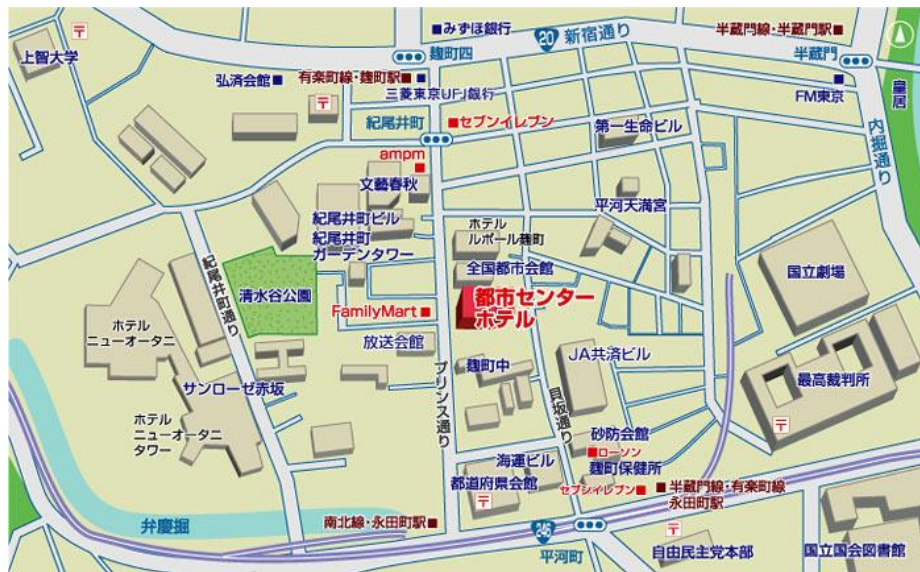 上智大学
〒
■みずほ銀行
20
新宿通り
半蔵門線・半蔵門駅■
麹町四
半蔵門
弘済会館■
有楽町線・麹町駅■
〒
三菱東京UFJ銀行
FM東京
皇居
紀尾井町
■セブンイレブン
第一生命ビル
内堀通り
ampm
文藝春秋
平河天満宮
紀尾井町ビル
紀尾井町
ガーデンタワー
ホテル
ルポール麹町
全国都市会館
国立劇場
紀尾井町通り
清水谷公園
FamilyMart■
都市センター
ホテル
ホテル
ニューオータニ
放送会館
プリンス通り
麹町中
JA共済ビル
最高裁判所
サンローゼ赤坂
貝坂通り
〒
ホテル
ニューオータニ
タワー
砂防会館
■ローソン
海運ビル
麹町保健所
都道府県会館
〒
セブンイレブン■
■半蔵門線・有楽町線
永田町駅
弁慶掘
南北線・永田町駅■
246
平河町
〒
自由民主党本部
国立国会図書館